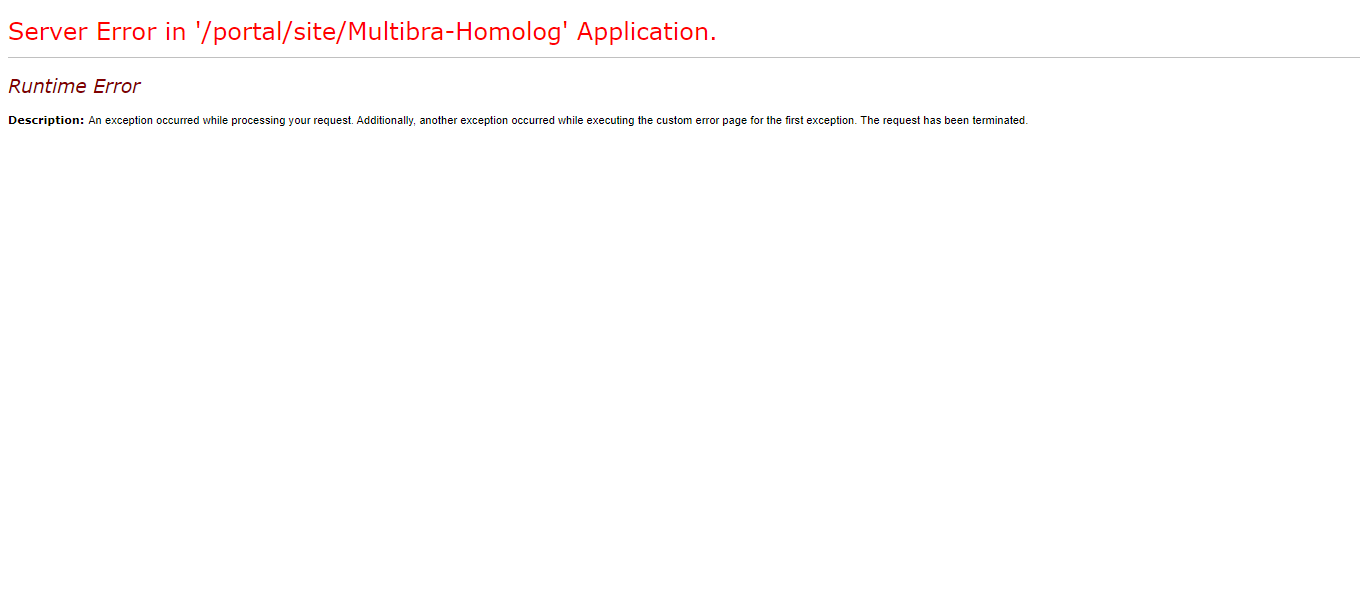 Server Error in '/portal/site/Multibra-Homolog' Application.
Runtime Error
Description: An exception occurred while processing your request. Additionally, another exception occurred while executing the custom error page for the first exception. The request has been terminated.